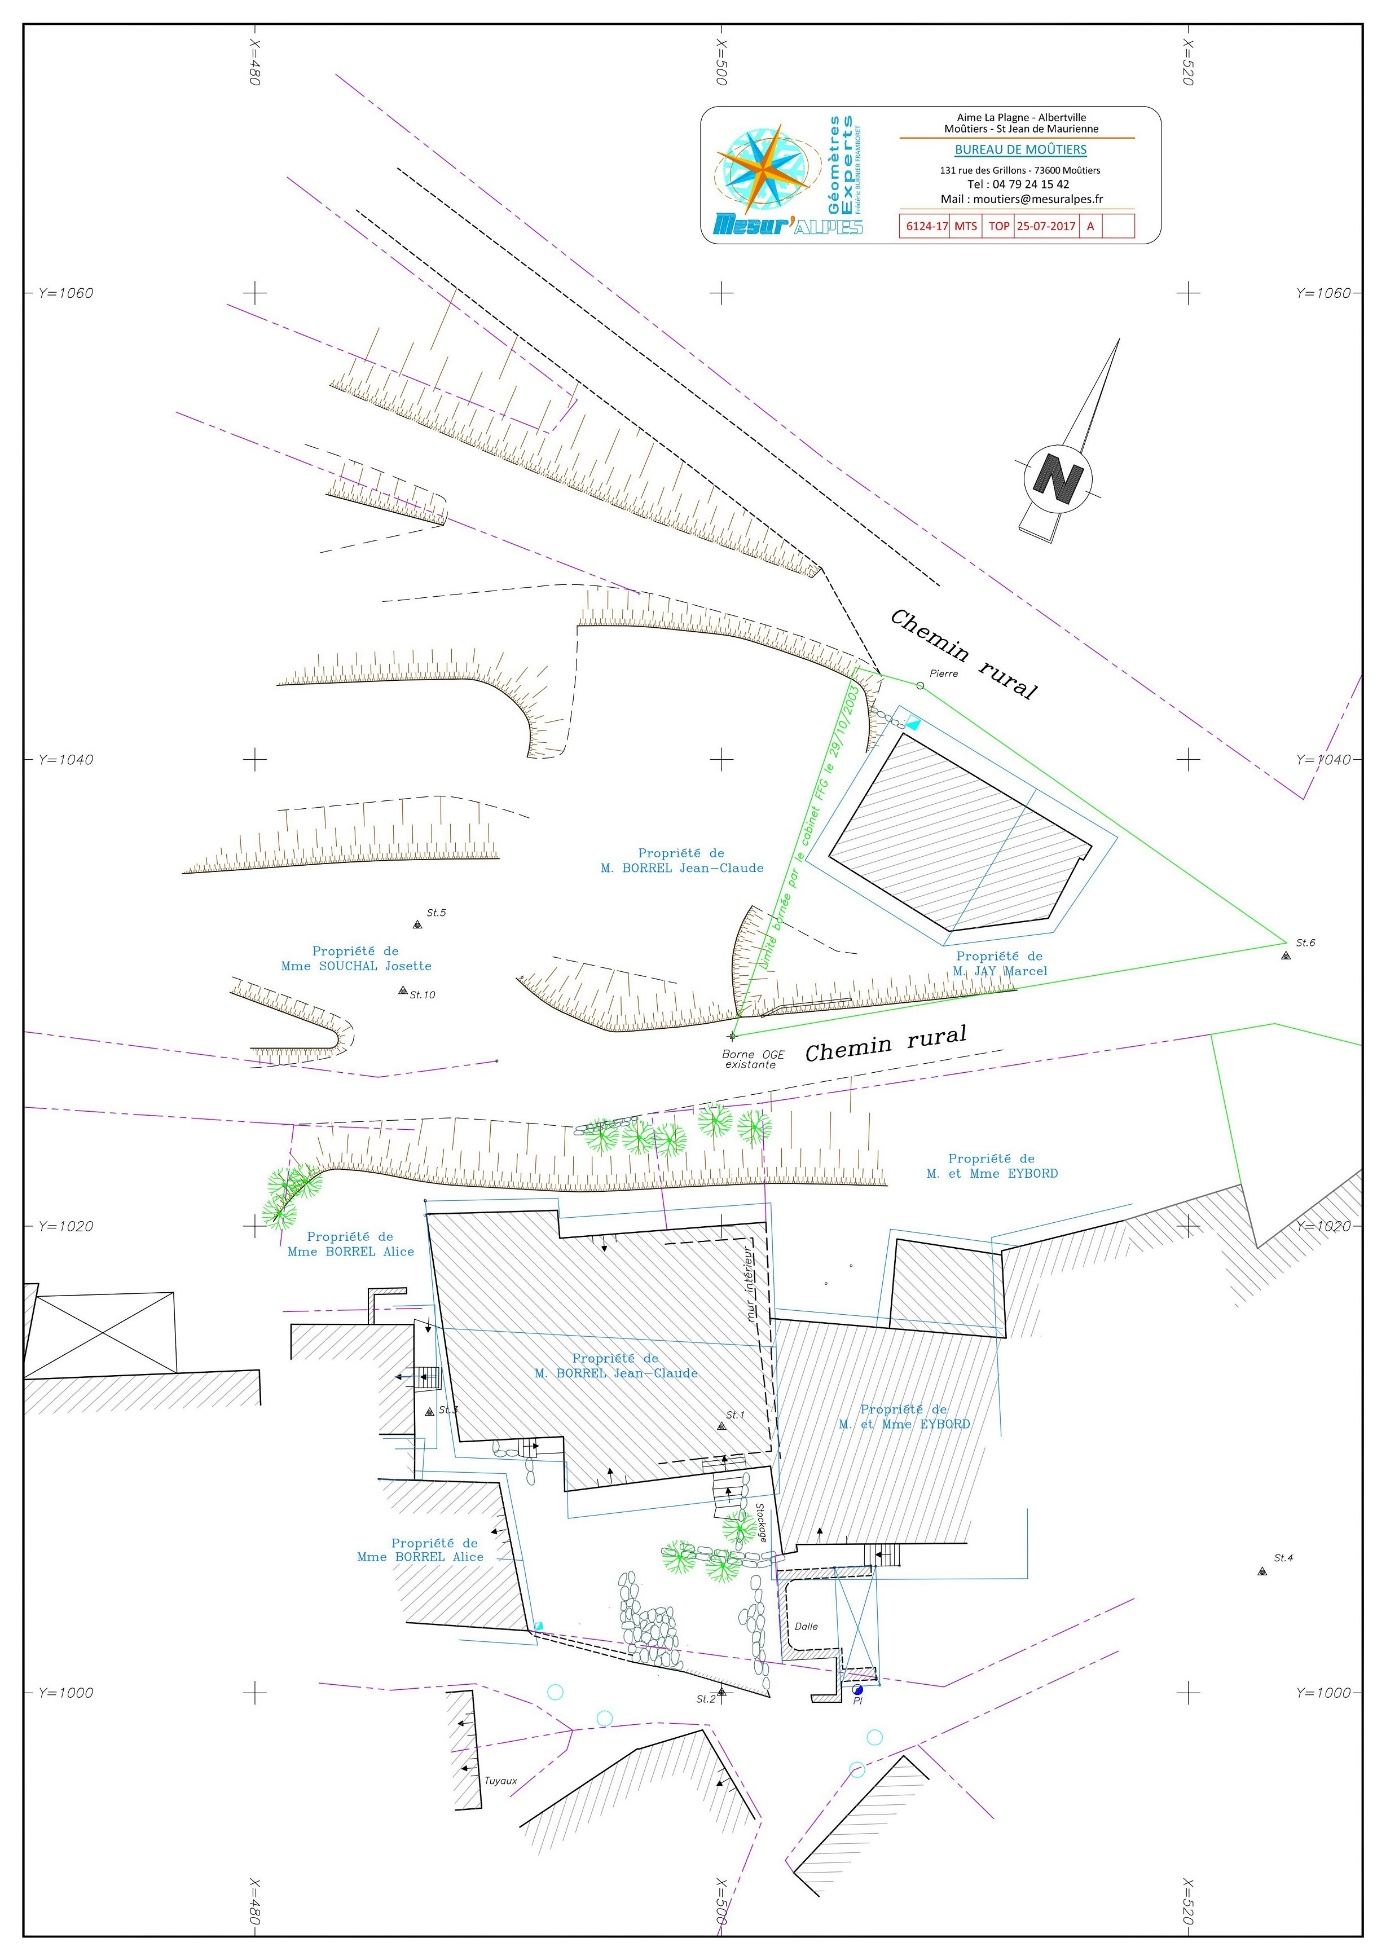 X=480
X=500
X=520
Aime La Plagne - Albertville
Moûtiers - St Jean de Maurienne
BUREAU DE MOÛTIERS
131 rue des Grillons - 73600 Moûtiers
Tel : 04 79 24 15 42
Mail : moutiers@mesuralpes.fr
6124-17 MTS TOP 25-07-2017 A
Géomètres
Experts
Frédéric BURNIER FRAMBORET
Mesur'ALPES
Y=1060
Y=1060
N
Chemin rural
Pierre
Limite bornée par le cabinet FFG le 29/10/2003
Y=1040
Y=1040
Propriété de
M. BORREL Jean-Claude
St.5
Propriété de
Mme SOUCHAL Josette
St.10
Propriété de
M. JAY Marcel
St.6
Borne OGE
existante
Chemin rural
Propriété de
M. et Mme EYBORD
Y=1020
Y=1020
Propriété de
Mme BORREL Alice
mur intérieur
Propriété de
M. BORREL Jean-Claude
St.3
St.1
Propriété de
M. et Mme EYBORD
Stockage
Propriété de
Mme BORREL Alice
St.4
Dalle
Y=1000
Y=1000
St.2
PI
Tuyaux
X=480
X=500
X=520